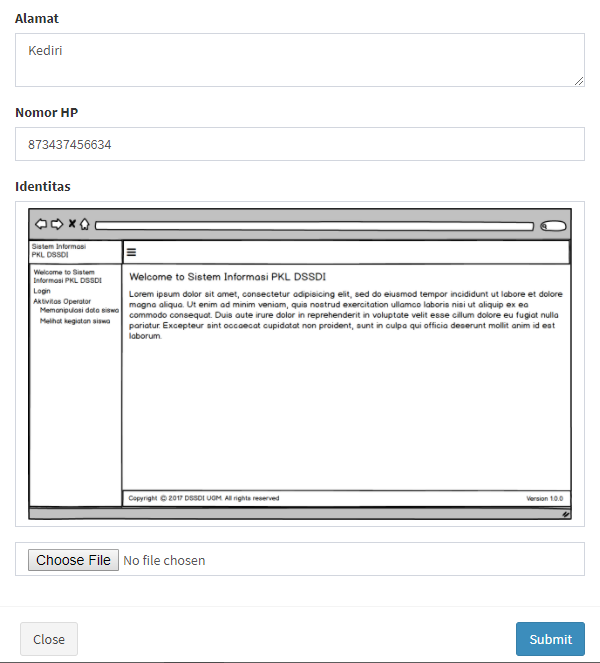 Alamat
Kediri
Nomor HP
873437456634
Identitas
Sistem Informasi
PKL DSSDI
Welcome to Sistem
Informasi PKL DSSDI
Login
Aktivitas Operator
Memanipulasi data siswa
Melihat kegiatan siswa
Welcome to Sistem Informasi PKL DSSDI
Lorem ipsum dolor sit amet, consectetur adipisicing elit, sed do eiusmod tempor incididunt ut labore et dolore
magna aliqua. Ut enim ad minim veniam, quis nostrud exercitation ullamco laboris nisi ut aliquip ex ea
commodo consequat. Duis aute irure dolor in reprehenderit in voluptate velit esse cillum dolore eu fugiat nulla
pariatur. Excepteur sint occaecat cupidatat non proident, sunt in culpa qui officia deserunt mollit anim id est
laborum.
Copyright © 2017 DSSDI UGM. All rights reserved
Version 1.0.0
Choose File No file chosen
Close
Submit